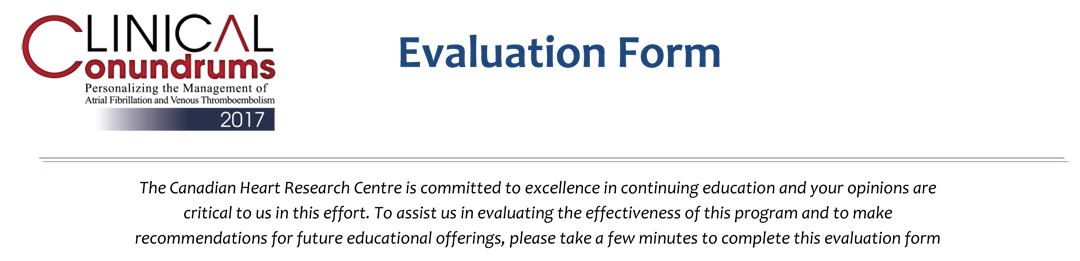 CLINICAL
Conundrums
Personalizing the Management of
Atrial Fibrillation and Venous Thromboembolism
2017
Evaluation Form
The Canadian Heart Research Centre is committed to excellence in continuing education and your opinions are
critical to us in this effort. To assist us in evaluating the effectiveness of this program and to make
recommendations for future educational offerings, please take a few minutes to complete this evaluation form